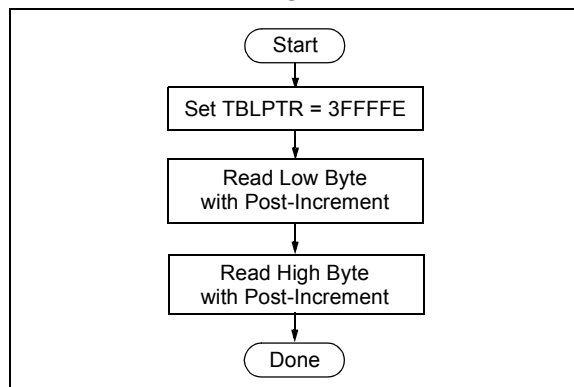 Start
Set TBLPTR = 3FFFFE
Read Low Byte
with Post-Increment
Read High Byte
with Post-Increment
Done